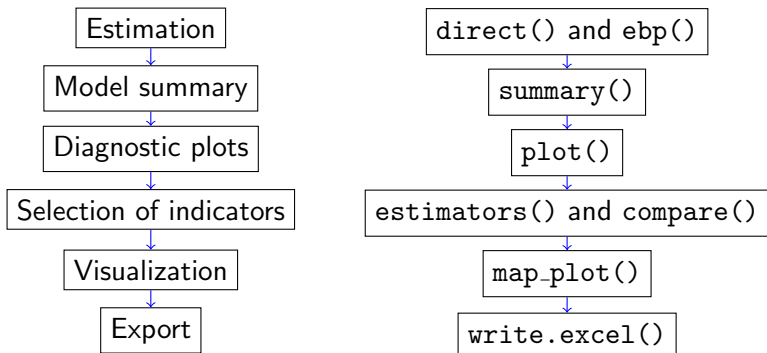 Estimation
Model summary
Diagnostic plots
Selection of indicators
Visualization
Export
direct() and ebp()
summary()
plot()
estimators() and compare()
map_plot()
write.excel()